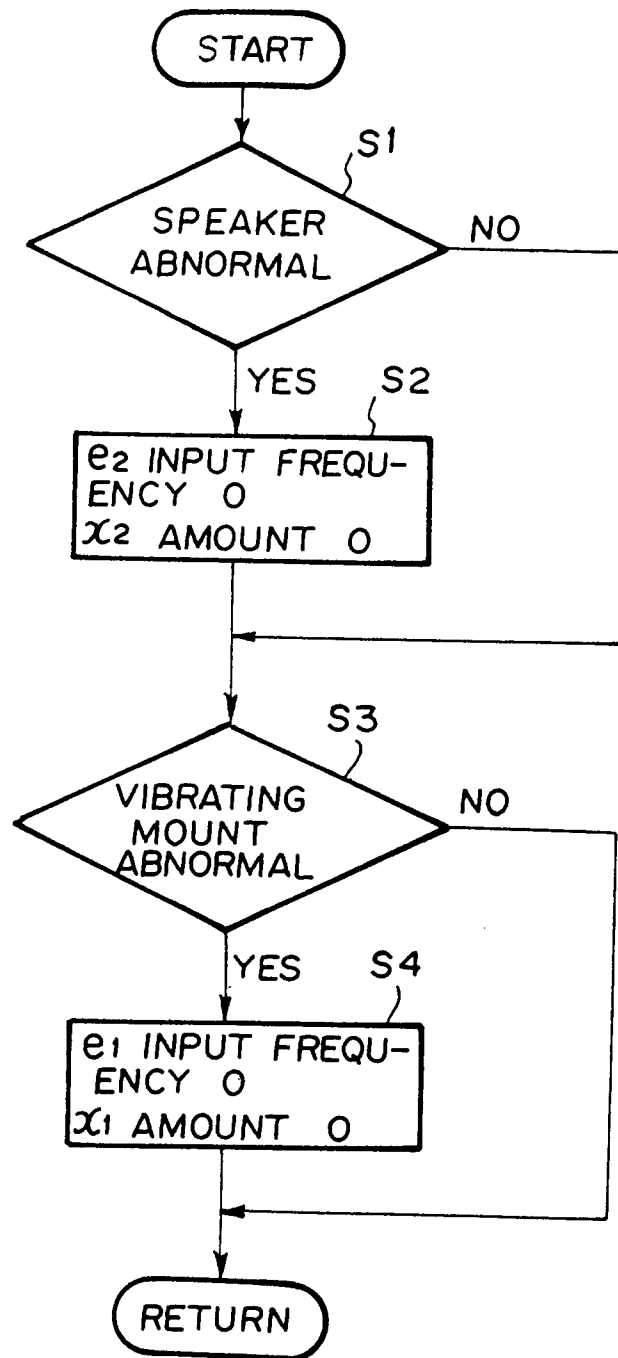 START
S1
SPEAKER
ABNORMAL
NO
YES
S2
e2 INPUT FREQU-
ENCY 0
x2 AMOUNT 0
S3
VIBRATING
MOUNT
ABNORMAL
NO
YES
S4
e1 INPUT FREQU-
ENCY 0
x1 AMOUNT 0
RETURN